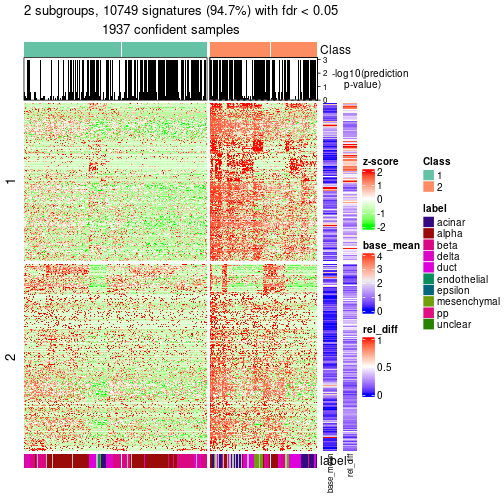 2 subgroups, 10749 signatures (94.7%) with fdr < 0.05
1937 confident samples
Class
3
2
1
0
-log10(prediction
p-value)
1
2
z-score
2
1
0
-1
-2
base_mean
4
3
2
1
0
rel_diff
1
0.5
0
Class
1
2
label
acinar
alpha
beta
delta
duct
endothelial
epsilon
mesenchymal
pp
unclear
label
base_mean
rel_diff